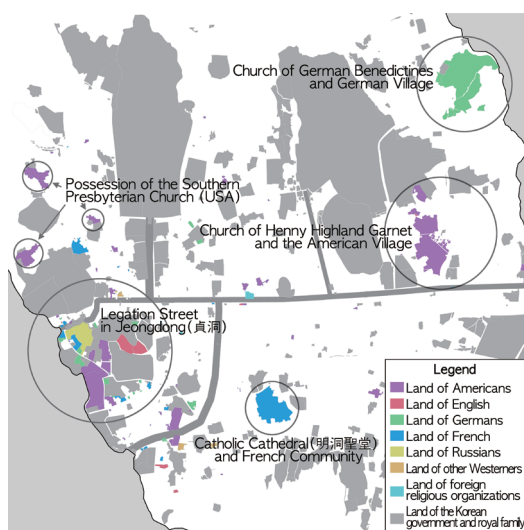 Church of German Benedictines
and German Village
Possession of the Southern
Presbyterian Church (USA)
Church of Henny Highland Garnet
and the American Village
Legation Street
in Jeongdong(貞洞)
Catholic Cathedral(明洞聖堂)
and French Community
Legend
Land of Americans
Land of English
Land of Germans
Land of French
Land of Russians
Land of other Westerners
Land of foreign
religious organizations
Land of the Korean
government and royal family